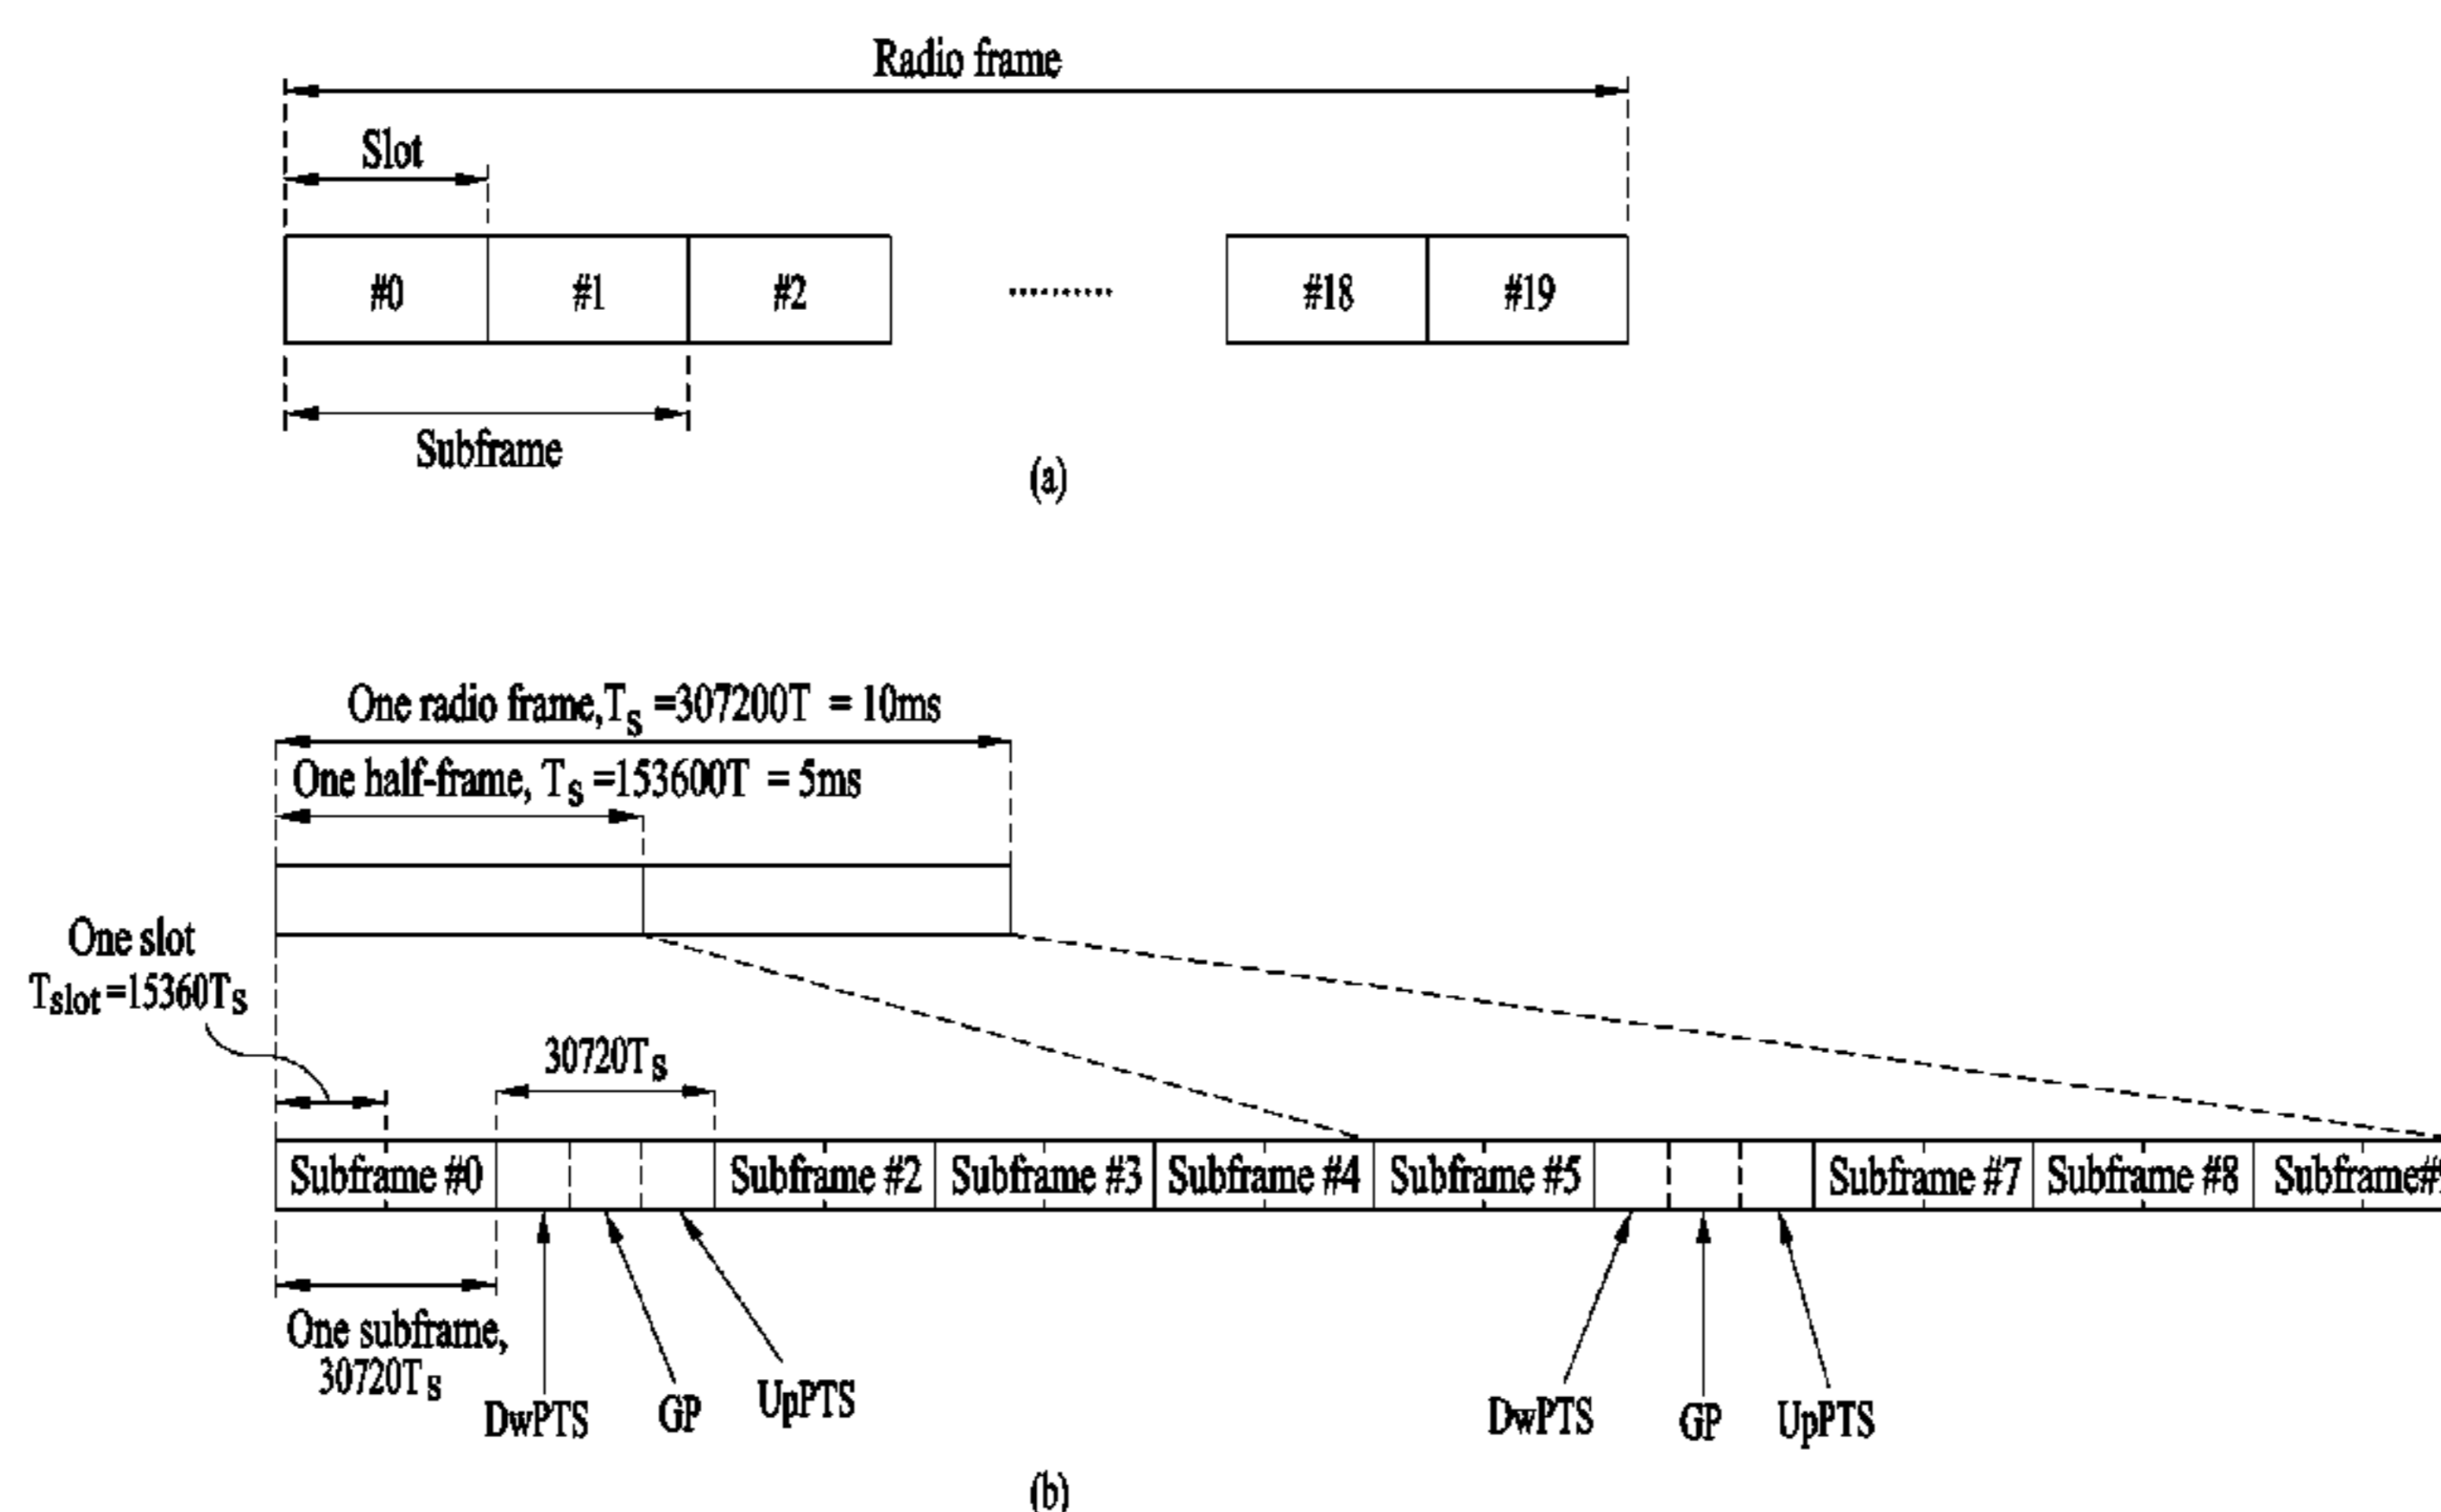 Radio frame
Slot
#0 #1 #2 #18 #19
Subframe
(a)
One radio frame,Ts =307200T = 10ms
One half-frame, Ts =153600T = 5ms
One slot
Tslot =15360Ts
30720Ts
Subframe #0 Subframe #2 Subframe #3 Subframe #4 Subframe #5 Subframe #7 Subframe #8
One subframe,
30720Ts
DwPTS GP UpPTS DwPTS GP UpPTS
(b)